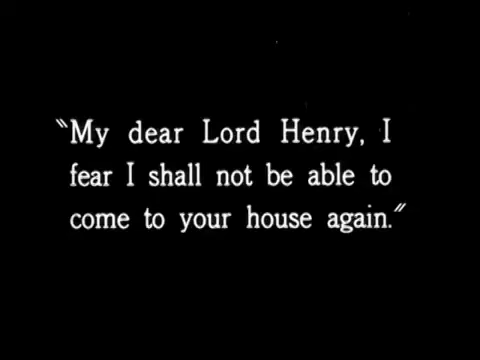 "My dear Lord Henry, I
fear I shall not be able to
come to your house again."